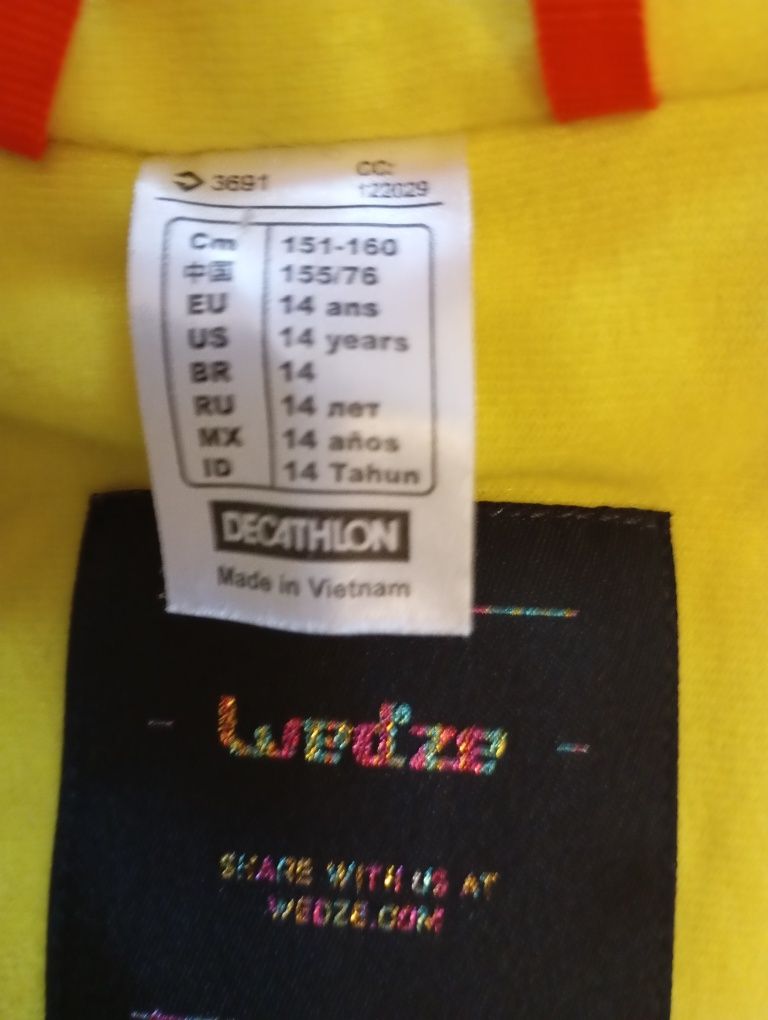 3691 CC:
122029
Cm 151-160
中国 155/76
EU 14 ans
US 14 years
BR 14
RU 14 лет
MX 14 años
ID 14 Tahun
DECATHLON
Made in Vietnam
wedze
SHARE WITH US AT
WEDZE.COM